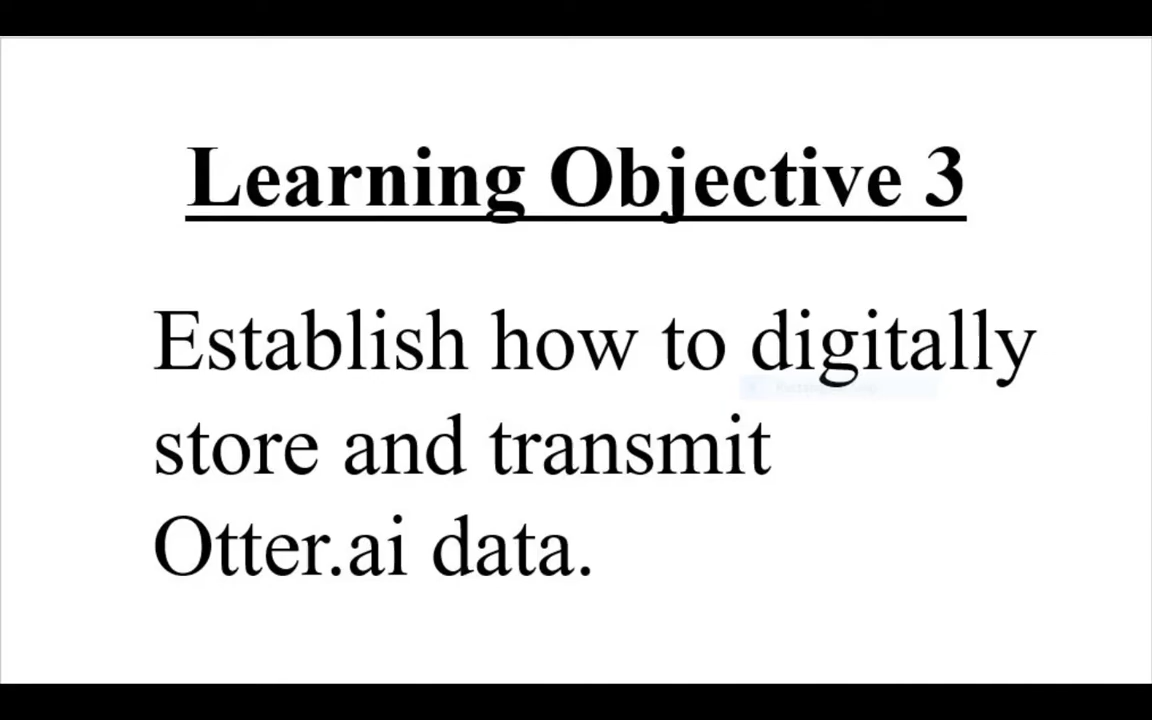 Learning Objective 3
Establish how to digitally
store and transmit
Otter.ai data.